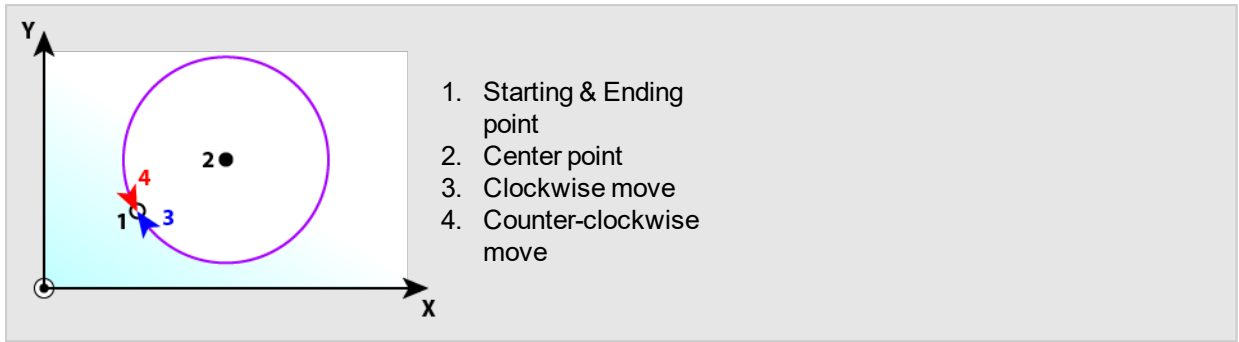 Y
2
4
1
3
X
1. Starting & Ending
point
2. Center point
3. Clockwise move
4. Counter-clockwise
move